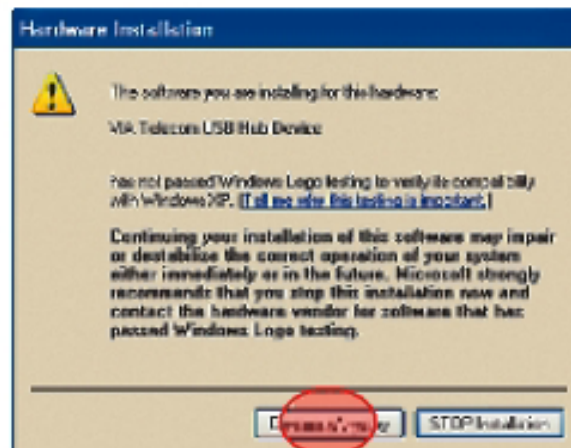 Hardware Installation
The software you are installing for this hardware:
VIA Telecom USB Hub Device
has not passed Windows Logo testing to verify its compatibility
with Windows XP. (Tell me why this testing is important.)
Continuing your installation of this software may impair
or destabilize the correct operation of your system
either immediately or in the future. Microsoft strongly
recommends that you stop this installation now and
contact the hardware vendor for software that has
passed Windows Logo testing.
Continue Anyway
STOP Installation